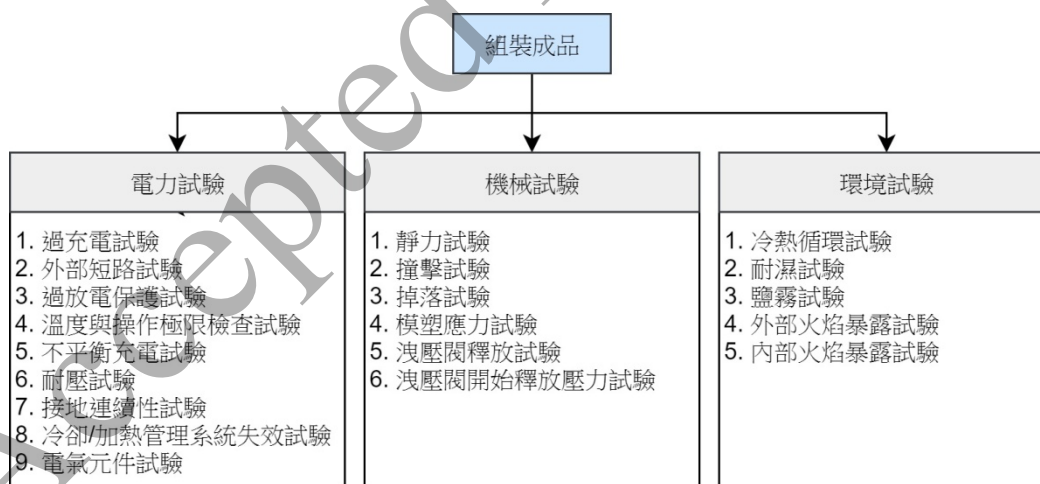 組裝成品
電力試驗
1. 過充電試驗
2. 外部短路試驗
3. 過放電保護試驗
4. 溫度與操作極限檢查試驗
5. 不平衡充電試驗
6. 耐壓試驗
7. 接地連續性試驗
8. 冷卻/加熱管理系統失效試驗
9. 電氣元件試驗
機械試驗
1. 靜力試驗
2. 撞擊試驗
3. 掉落試驗
4. 模塑應力試驗
5. 洩壓閥釋放試驗
6. 洩壓閥開始釋放壓力試驗
環境試驗
1. 冷熱循環試驗
2. 耐濕試驗
3. 鹽霧試驗
4. 外部火焰暴露試驗
5. 內部火焰暴露試驗
Accepted